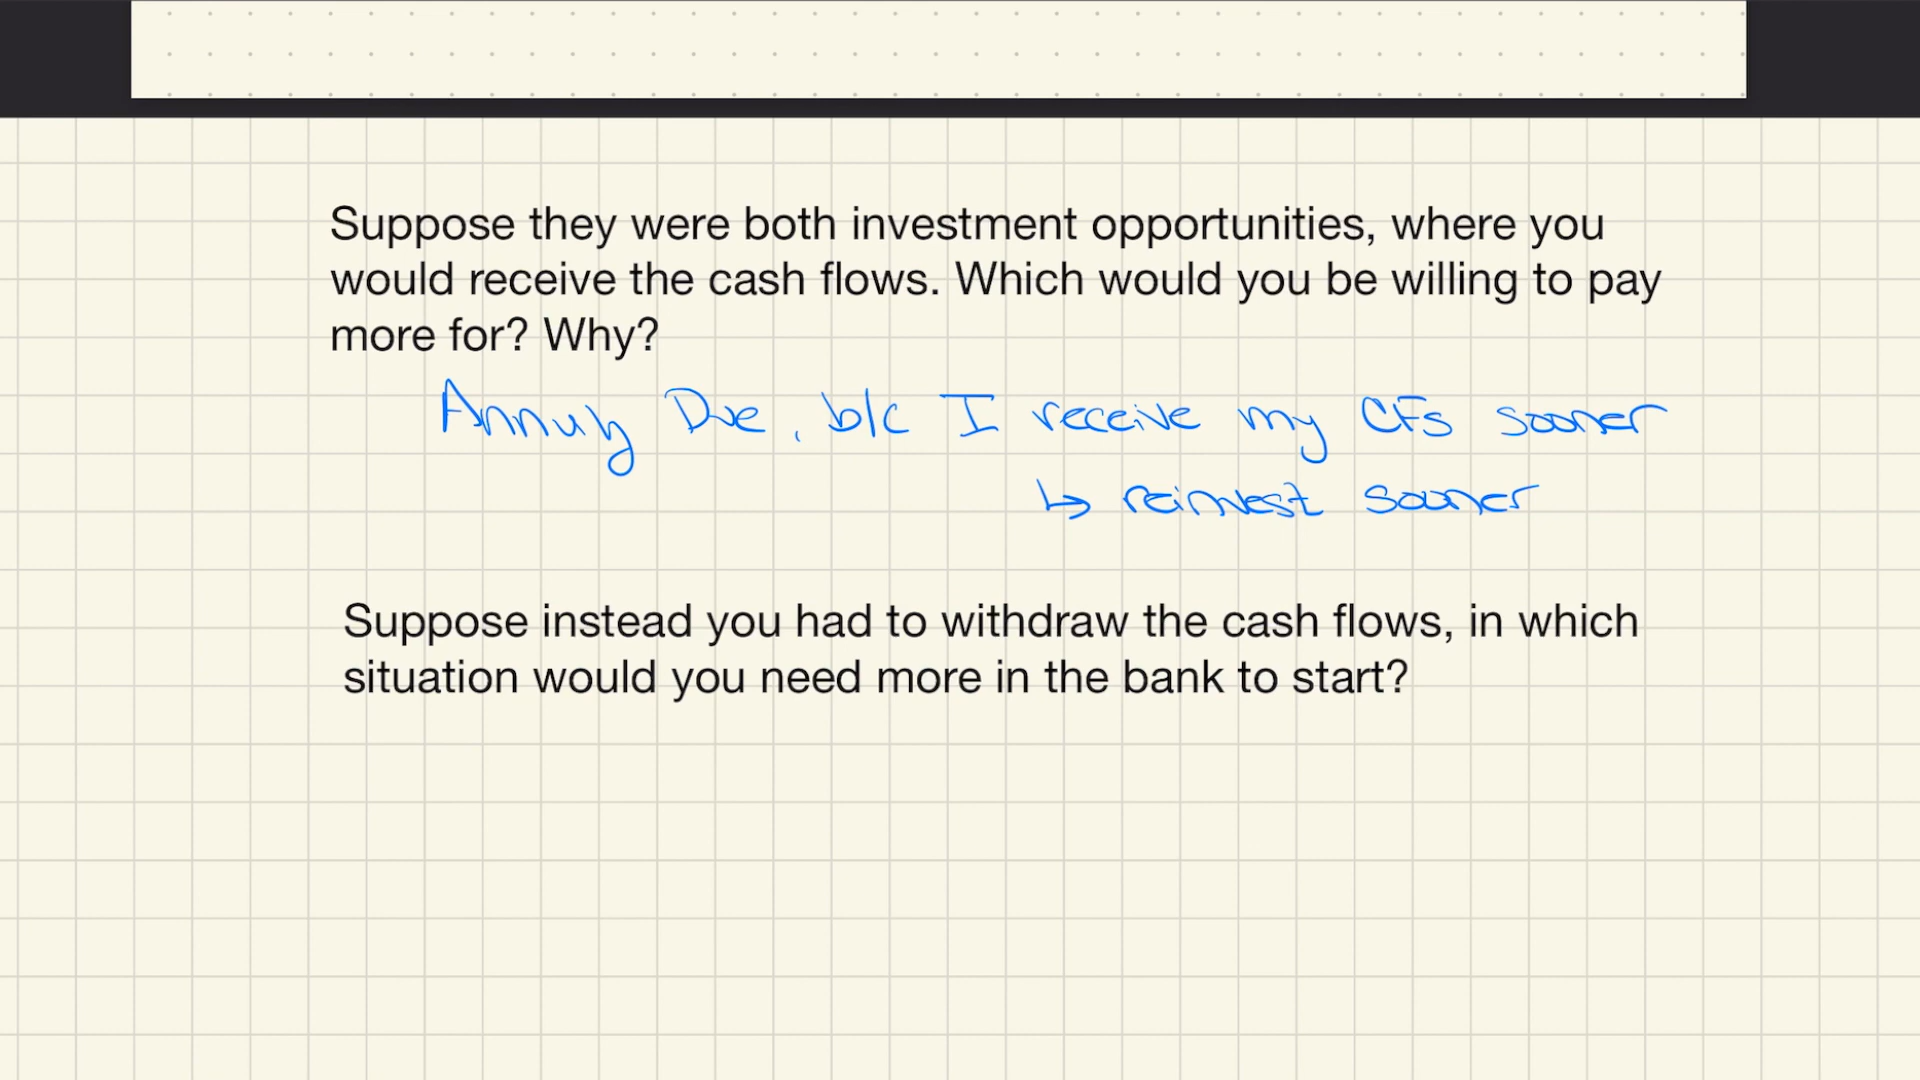 Suppose they were both investment opportunities, where you
would receive the cash flows. Which would you be willing to pay
more for? Why?
Annuity Due, b/c I receive my CFs sooner
↳ reinvest sooner
Suppose instead you had to withdraw the cash flows, in which
situation would you need more in the bank to start?